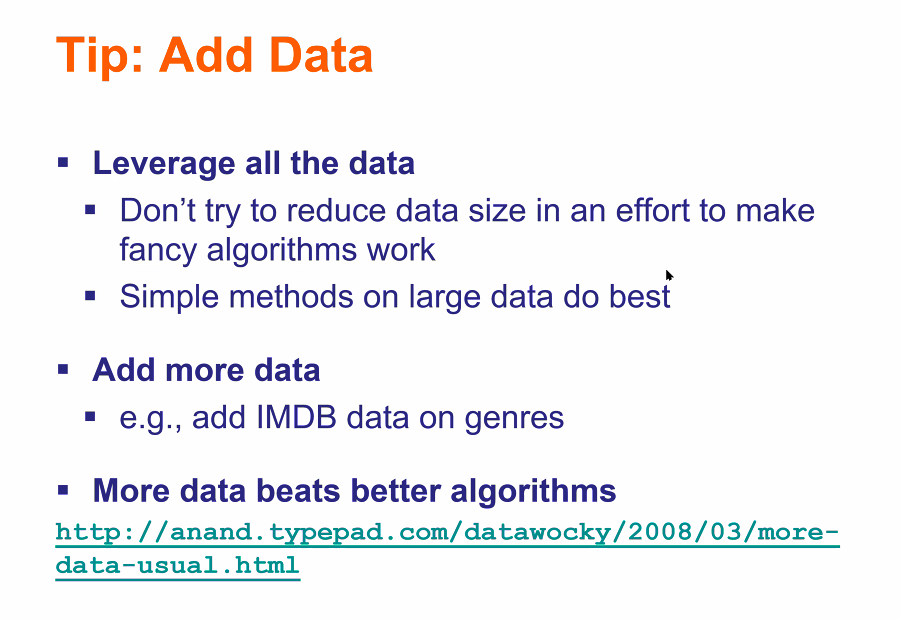 Tip: Add Data
▪ Leverage all the data
▪ Don’t try to reduce data size in an effort to make
fancy algorithms work
▪ Simple methods on large data do best
▪ Add more data
▪ e.g., add IMDB data on genres
▪ More data beats better algorithms
http://anand.typepad.com/datawocky/2008/03/more-
data-usual.html